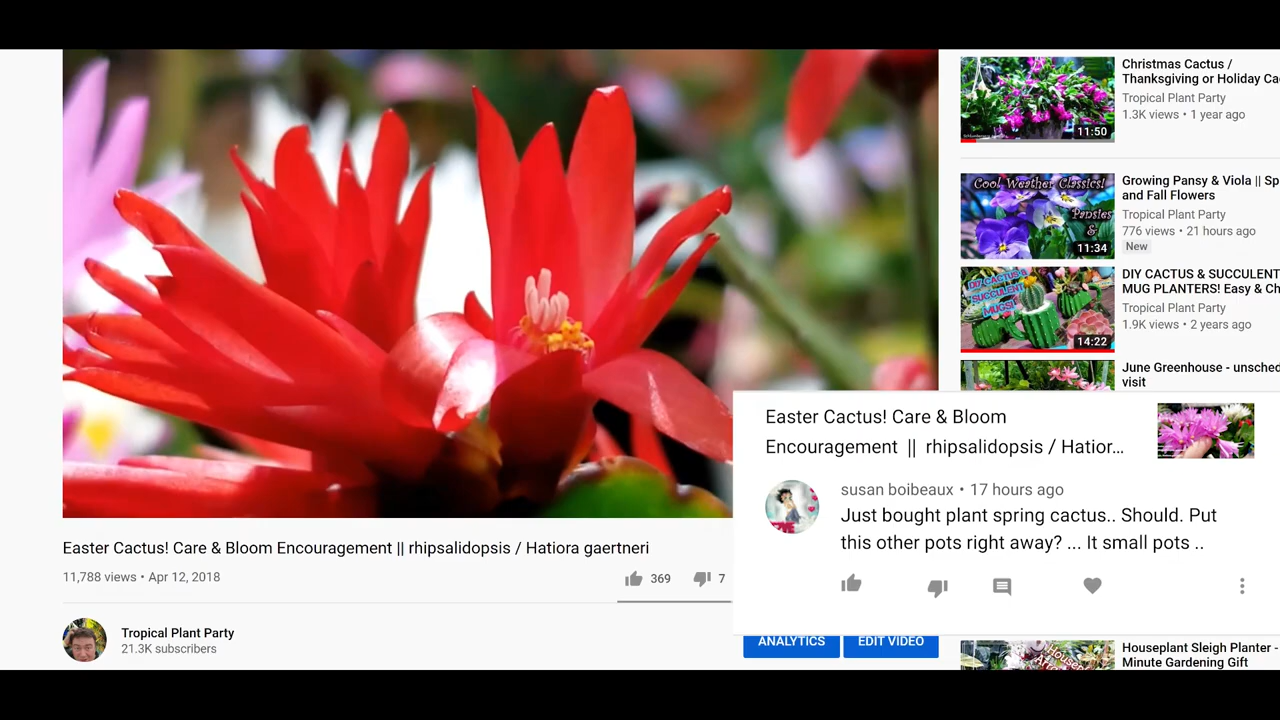 Easter Cactus! Care & Bloom Encouragement || rhipsalidopsis / Hatiora gaertneri
11,788 views • Apr 12, 2018
369
7
Tropical Plant Party
21.3K subscribers
ANALYTICS
EDIT VIDEO
Easter Cactus! Care & Bloom
Encouragement || rhipsalidopsis / Hatior...
susan boibeaux • 17 hours ago
Just bought plant spring cactus.. Should. Put
this other pots right away? ... It small pots ..
11:50
Christmas Cactus /
Thanksgiving or Holiday Ca
Tropical Plant Party
1.3K views • 1 year ago
Cool Weather Classics!
Pansies
&
11:34
Growing Pansy & Viola || Sp
and Fall Flowers
Tropical Plant Party
776 views • 21 hours ago
New
DIY CACTUS &
SUCCULENT
MUGS!
14:22
DIY CACTUS & SUCCULENT
MUG PLANTERS! Easy & Ch
Tropical Plant Party
1.9K views • 2 years ago
June Greenhouse - unsched
visit
Houseplant Sleigh Planter -
Minute Gardening Gift